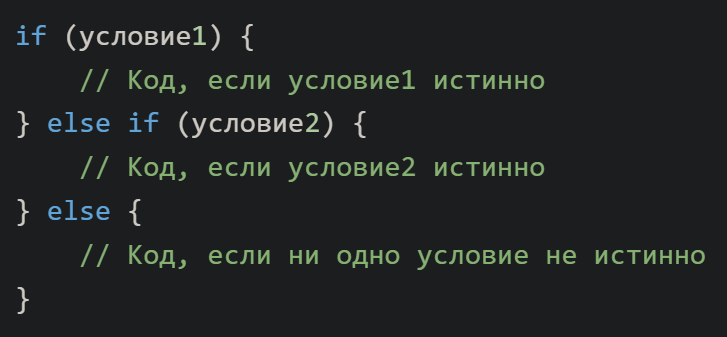 if (условие1) {
    // Код, если условие1 истинно
} else if (условие2) {
    // Код, если условие2 истинно
} else {
    // Код, если ни одно условие не истинно
}